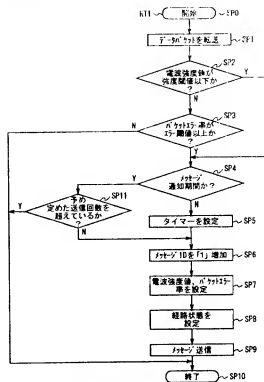 RT1
開始
SP0
データパケットを転送
SP1
SP2
電波強度値が
強度閾値以下か
?
Y
N
SP3
パケットエラー率が
エラー閾値以上か
?
N
Y
SP4
メッセージ
通知期間か?
Y
N
SP11
予め
定めた送信回数を
超えているか
?
Y
N
タイマーを設定
SP5
メッセージIDを「1」増加
SP6
電波強度値、パケットエラー
率を設定
SP7
経路状態を
設定
SP8
メッセージ送信
SP9
終了
SP10